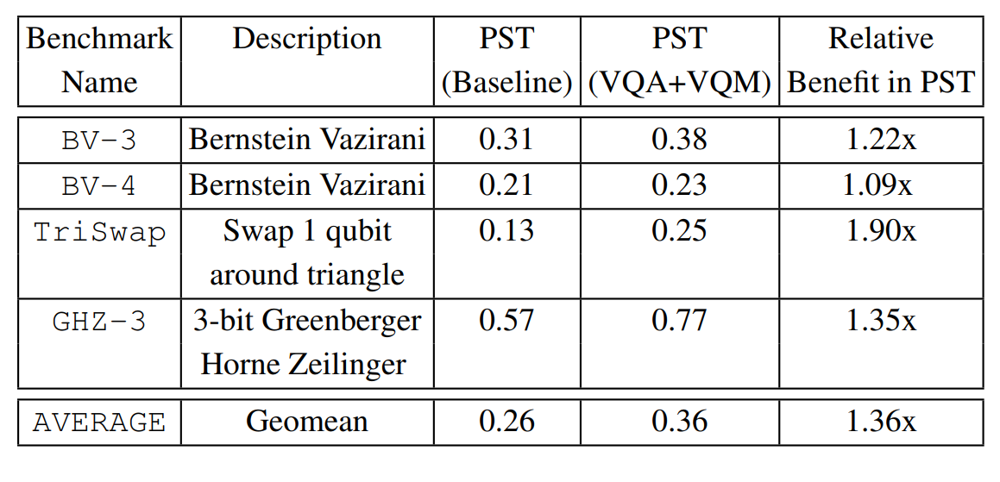 Benchmark Name Description PST (Baseline) PST (VQA+VQM) Relative Benefit in PST
BV-3 Bernstein Vazirani 0.31 0.38 1.22x
BV-4 Bernstein Vazirani 0.21 0.23 1.09x
TriSwap Swap 1 qubit around triangle 0.13 0.25 1.90x
GHZ-3 3-bit Greenberger Horne Zeilinger 0.57 0.77 1.35x
AVERAGE Geomean 0.26 0.36 1.36x